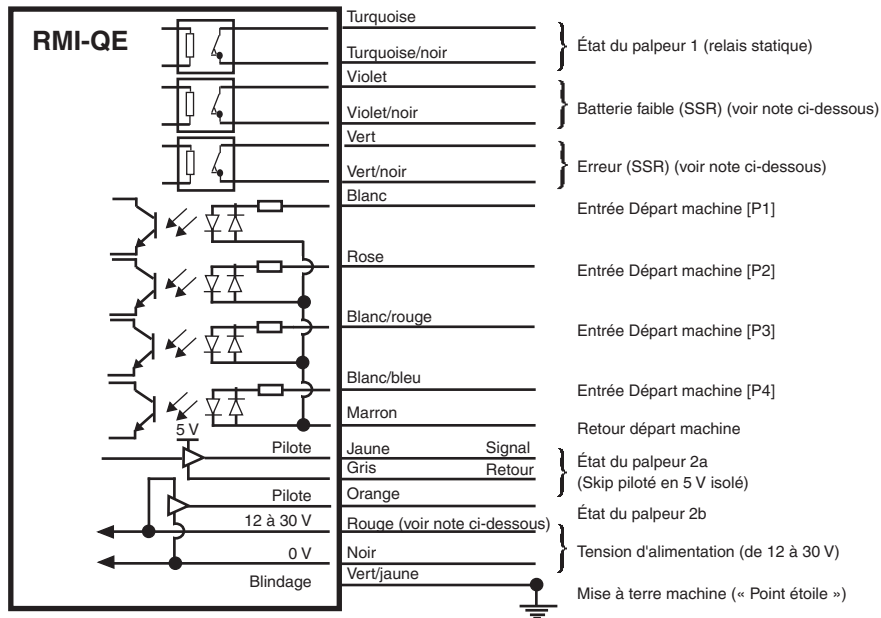 RMI-QE
Turquoise
Turquoise/noir
État du palpeur 1 (relais statique)
Violet
Violet/noir
Batterie faible (SSR) (voir note ci-dessous)
Vert
Vert/noir
Erreur (SSR) (voir note ci-dessous)
Blanc
Entrée Départ machine [P1]
Rose
Entrée Départ machine [P2]
Blanc/rouge
Entrée Départ machine [P3]
Blanc/bleu
Entrée Départ machine [P4]
Marron
Retour départ machine
5 V
Pilote
Jaune
Signal
Gris
Retour
État du palpeur 2a
(Skip piloté en 5 V isolé)
Pilote
Orange
État du palpeur 2b
12 à 30 V
Rouge (voir note ci-dessous)
0 V
Noir
Tension d'alimentation (de 12 à 30 V)
Blindage
Vert/jaune
Mise à terre machine (« Point étoile »)